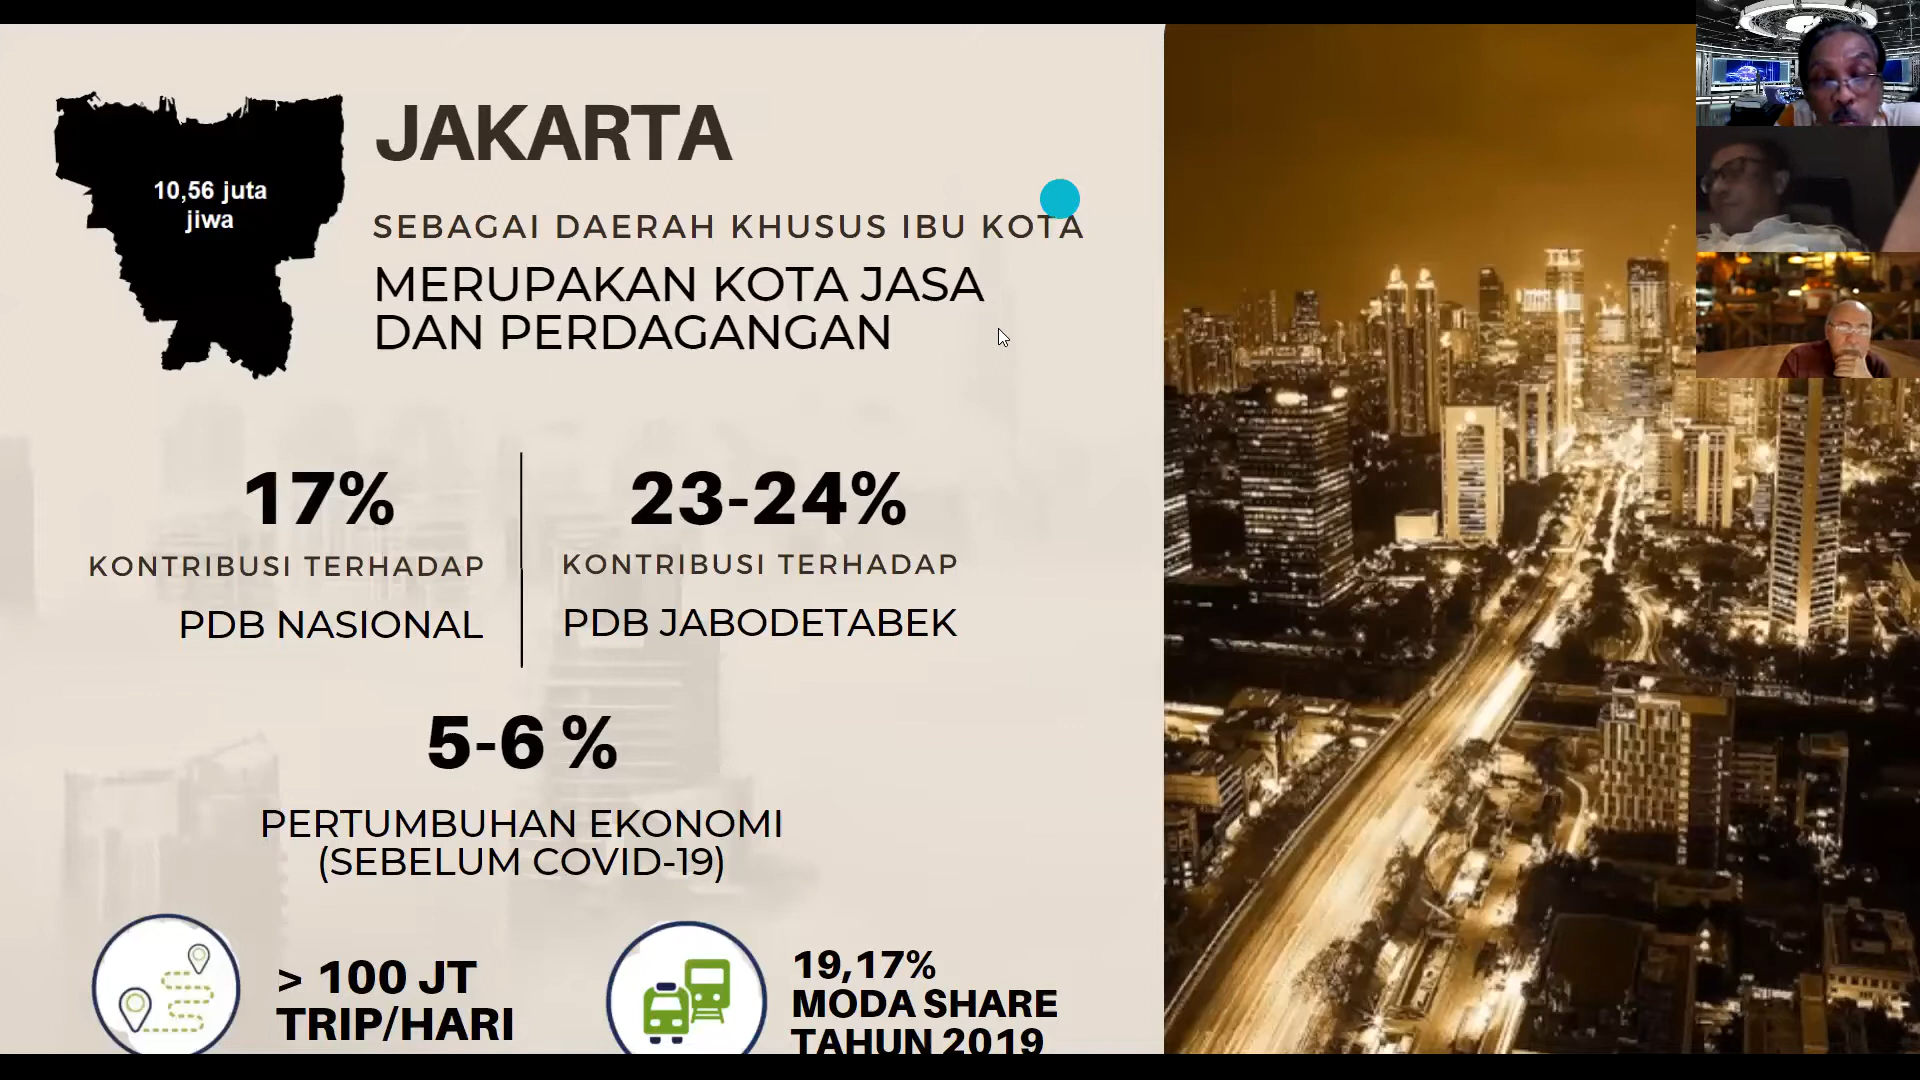 10,56 juta
jiwa
JAKARTA
SEBAGAI DAERAH KHUSUS IBU KOTA
MERUPAKAN KOTA JASA
DAN PERDAGANGAN
17%
KONTRIBUSI TERHADAP
PDB NASIONAL
23-24%
KONTRIBUSI TERHADAP
PDB JABODETABEK
5-6 %
PERTUMBUHAN EKONOMI
(SEBELUM COVID-19)
> 100 JT
TRIP/HARI
19,17%
MODA SHARE
TAHUN 2019